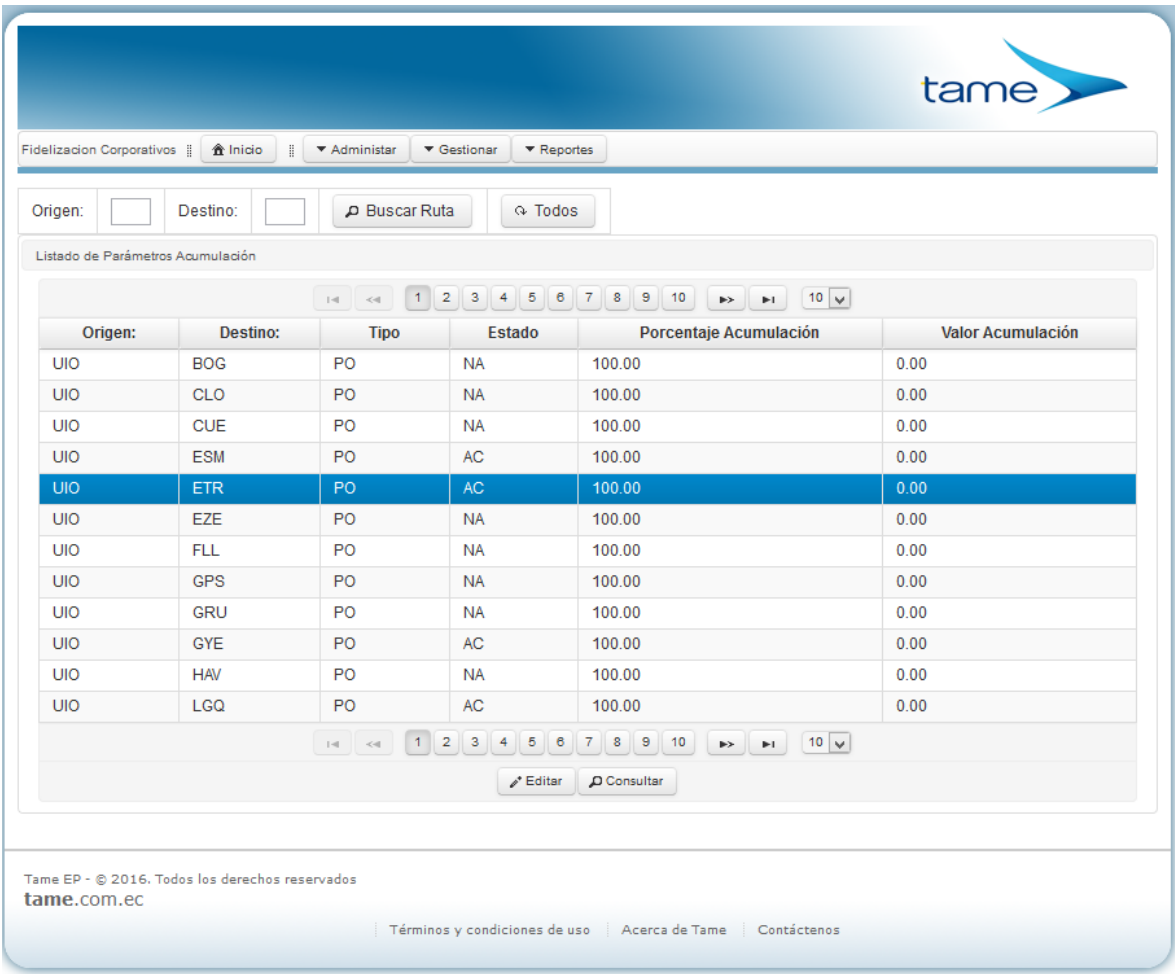 tame
Fidelizacion Corporativos Inicio Administar Gestionar Reportes
Origen: Destino: Buscar Ruta Todos
Listado de Parámetros Acumulación
1 2 3 4 5 6 7 8 9 10 10
Origen: Destino: Tipo Estado Porcentaje Acumulación Valor Acumulación
UIO BOG PO NA 100.00 0.00
UIO CLO PO NA 100.00 0.00
UIO CUE PO NA 100.00 0.00
UIO ESM PO AC 100.00 0.00
UIO ETR PO AC 100.00 0.00
UIO EZE PO NA 100.00 0.00
UIO FLL PO NA 100.00 0.00
UIO GPS PO NA 100.00 0.00
UIO GRU PO NA 100.00 0.00
UIO GYE PO AC 100.00 0.00
UIO HAV PO NA 100.00 0.00
UIO LGQ PO AC 100.00 0.00
1 2 3 4 5 6 7 8 9 10 10
Editar Consultar
Tame EP - © 2016. Todos los derechos reservados
tame.com.ec
Términos y condiciones de uso Acerca de Tame Contáctenos